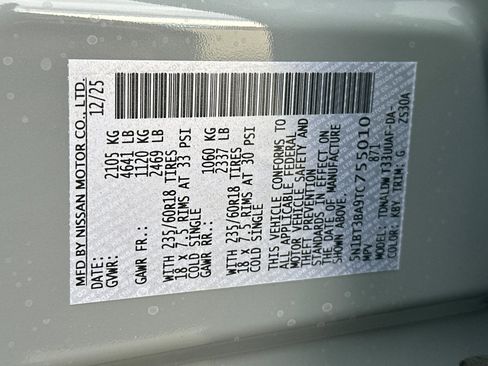 MFD BY NISSAN MOTOR CO., LTD.
DATE: 12/25
GVWR: 2105 KG
4641 LB
GAWR FR.: 1120 KG
2469 LB
WITH 235/60R18 TIRES
18 X 7.5 RIMS AT 33 PSI
COLD SINGLE
GAWR RR.: 1060 KG
2337 LB
WITH 235/60R18 TIRES
18 X 7.5 RIMS AT 30 PSI
COLD SINGLE
THIS VEHICLE CONFORMS TO
ALL APPLICABLE FEDERAL
MOTOR VEHICLE SAFETY AND
THEFT PREVENTION
STANDARDS IN EFFECT ON
THE DATE OF MANUFACTURE
SHOWN ABOVE.
5N1BT3BA9TC755010
MPV 871
MODEL: TDNALDW T33UUAF-DA-
COLOR: KBY TRIM: G ZS30A